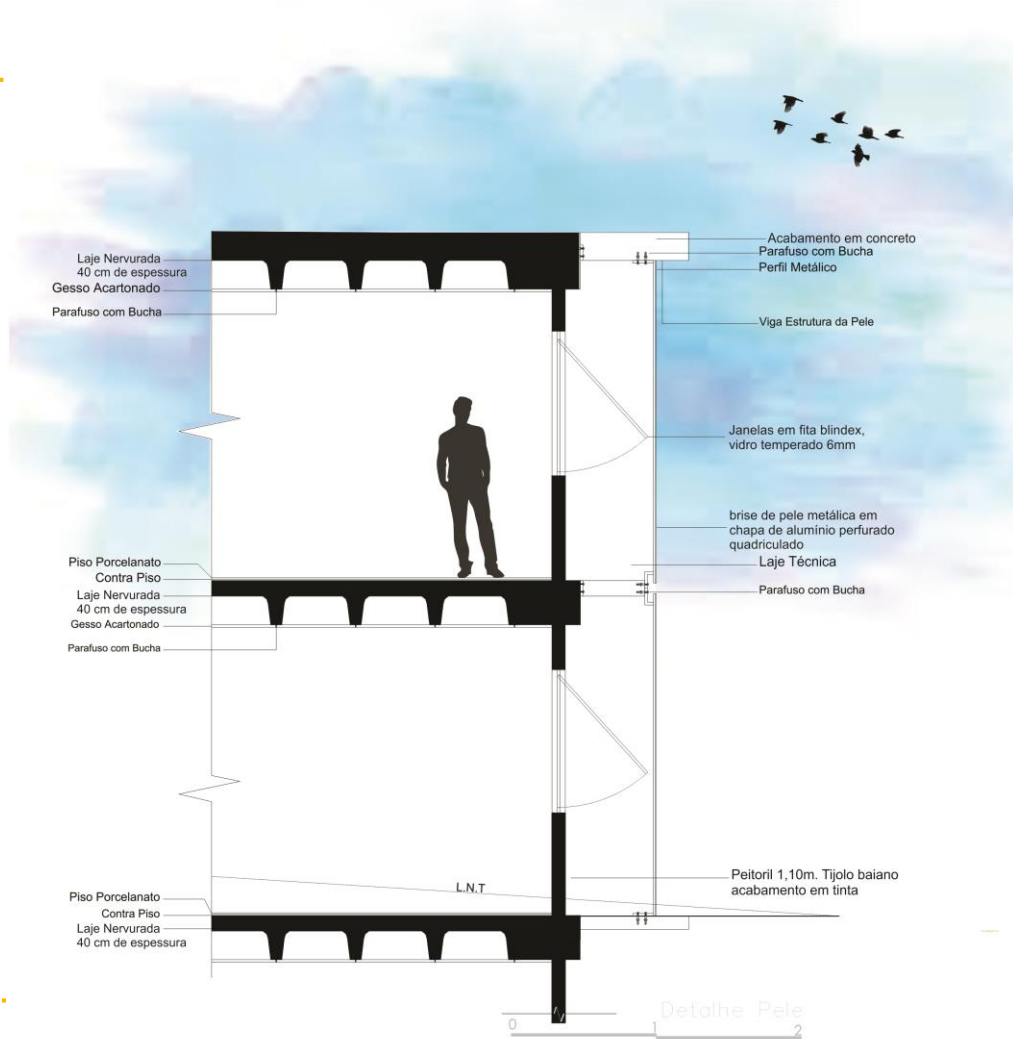 Acabamento em concreto
Parafuso com Bucha
Perfil Metálico
Viga Estrutura da Pele
Laje Nervurada
40 cm de espessura
Gesso Acartonado
Parafuso com Bucha
Janelas em fita blindex,
vidro temperado 6mm
brise de pele metálica em
chapa de alumínio perfurado
quadriculado
Laje Técnica
Parafuso com Bucha
Piso Porcelanato
Contra Piso
Laje Nervurada
40 cm de espessura
Gesso Acartonado
Parafuso com Bucha
Peitoril 1,10m. Tijolo baiano
acabamento em tinta
L.N.T
Piso Porcelanato
Contra Piso
Laje Nervurada
40 cm de espessura
Detalhe Pele
0 1 2